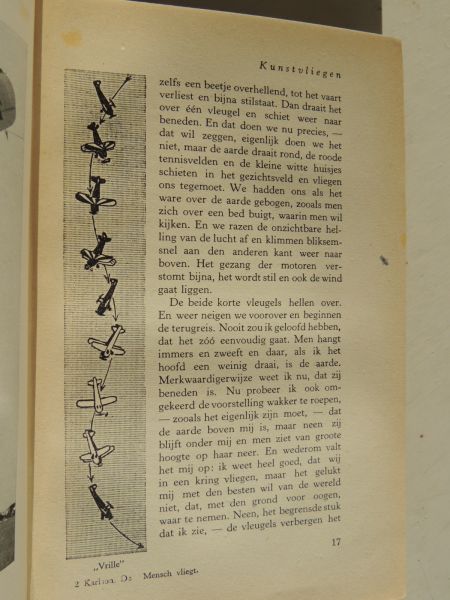 Kunstvliegen
zelfs een beetje overhellend, tot het vaart
verliest en bijna stilstaat. Dan draait het
over één vleugel en schiet weer naar
beneden. En dat doen we nu precies, —
dat wil zeggen, eigenlijk doen we het
niet, maar de aarde draait rond, de roode
tennisvelden en de kleine witte huisjes
schieten in het gezichtsveld en vliegen
ons tegemoet. We hadden ons als het
ware over de aarde gebogen, zooals men
zich over een bed buigt, waarin men wil
kijken. En we razen de onzichtbare hel-
ling van de lucht af en klimmen bliksem-
snel aan den anderen kant weer naar
boven. Het gezang der motoren ver-
stomt bijna, het wordt stil en ook de wind
gaat liggen.
De beide korte vleugels hellen over.
En weer neigen we voorover en beginnen
de terugreis. Nooit zou ik geloofd hebben,
dat het zóó eenvoudig gaat. Men hangt
immers en zweeft en daar, als ik het
hoofd een weinig draai, is de aarde.
Merkwaardigerwijze weet ik nu, dat zij
beneden is. Nu probeer ik ook om-
gekeerd de voorstelling wakker te roepen,
— zooals het eigenlijk zijn moet, — dat
de aarde boven mij is, maar neen zij
blijft onder mij en men ziet van groote
hoogte op haar neer. En wederom valt
het mij op: ik weet heel goed, dat wij
in een kring vliegen, maar het gelukt
mij met den besten wil van de wereld
niet, dat, met den grond voor oogen,
waar te nemen. Neen, het begrensde stuk
dat ik zie, — de vleugels verbergen het
17
„Vrille”
2 Karlson. De Mensch vliegt.